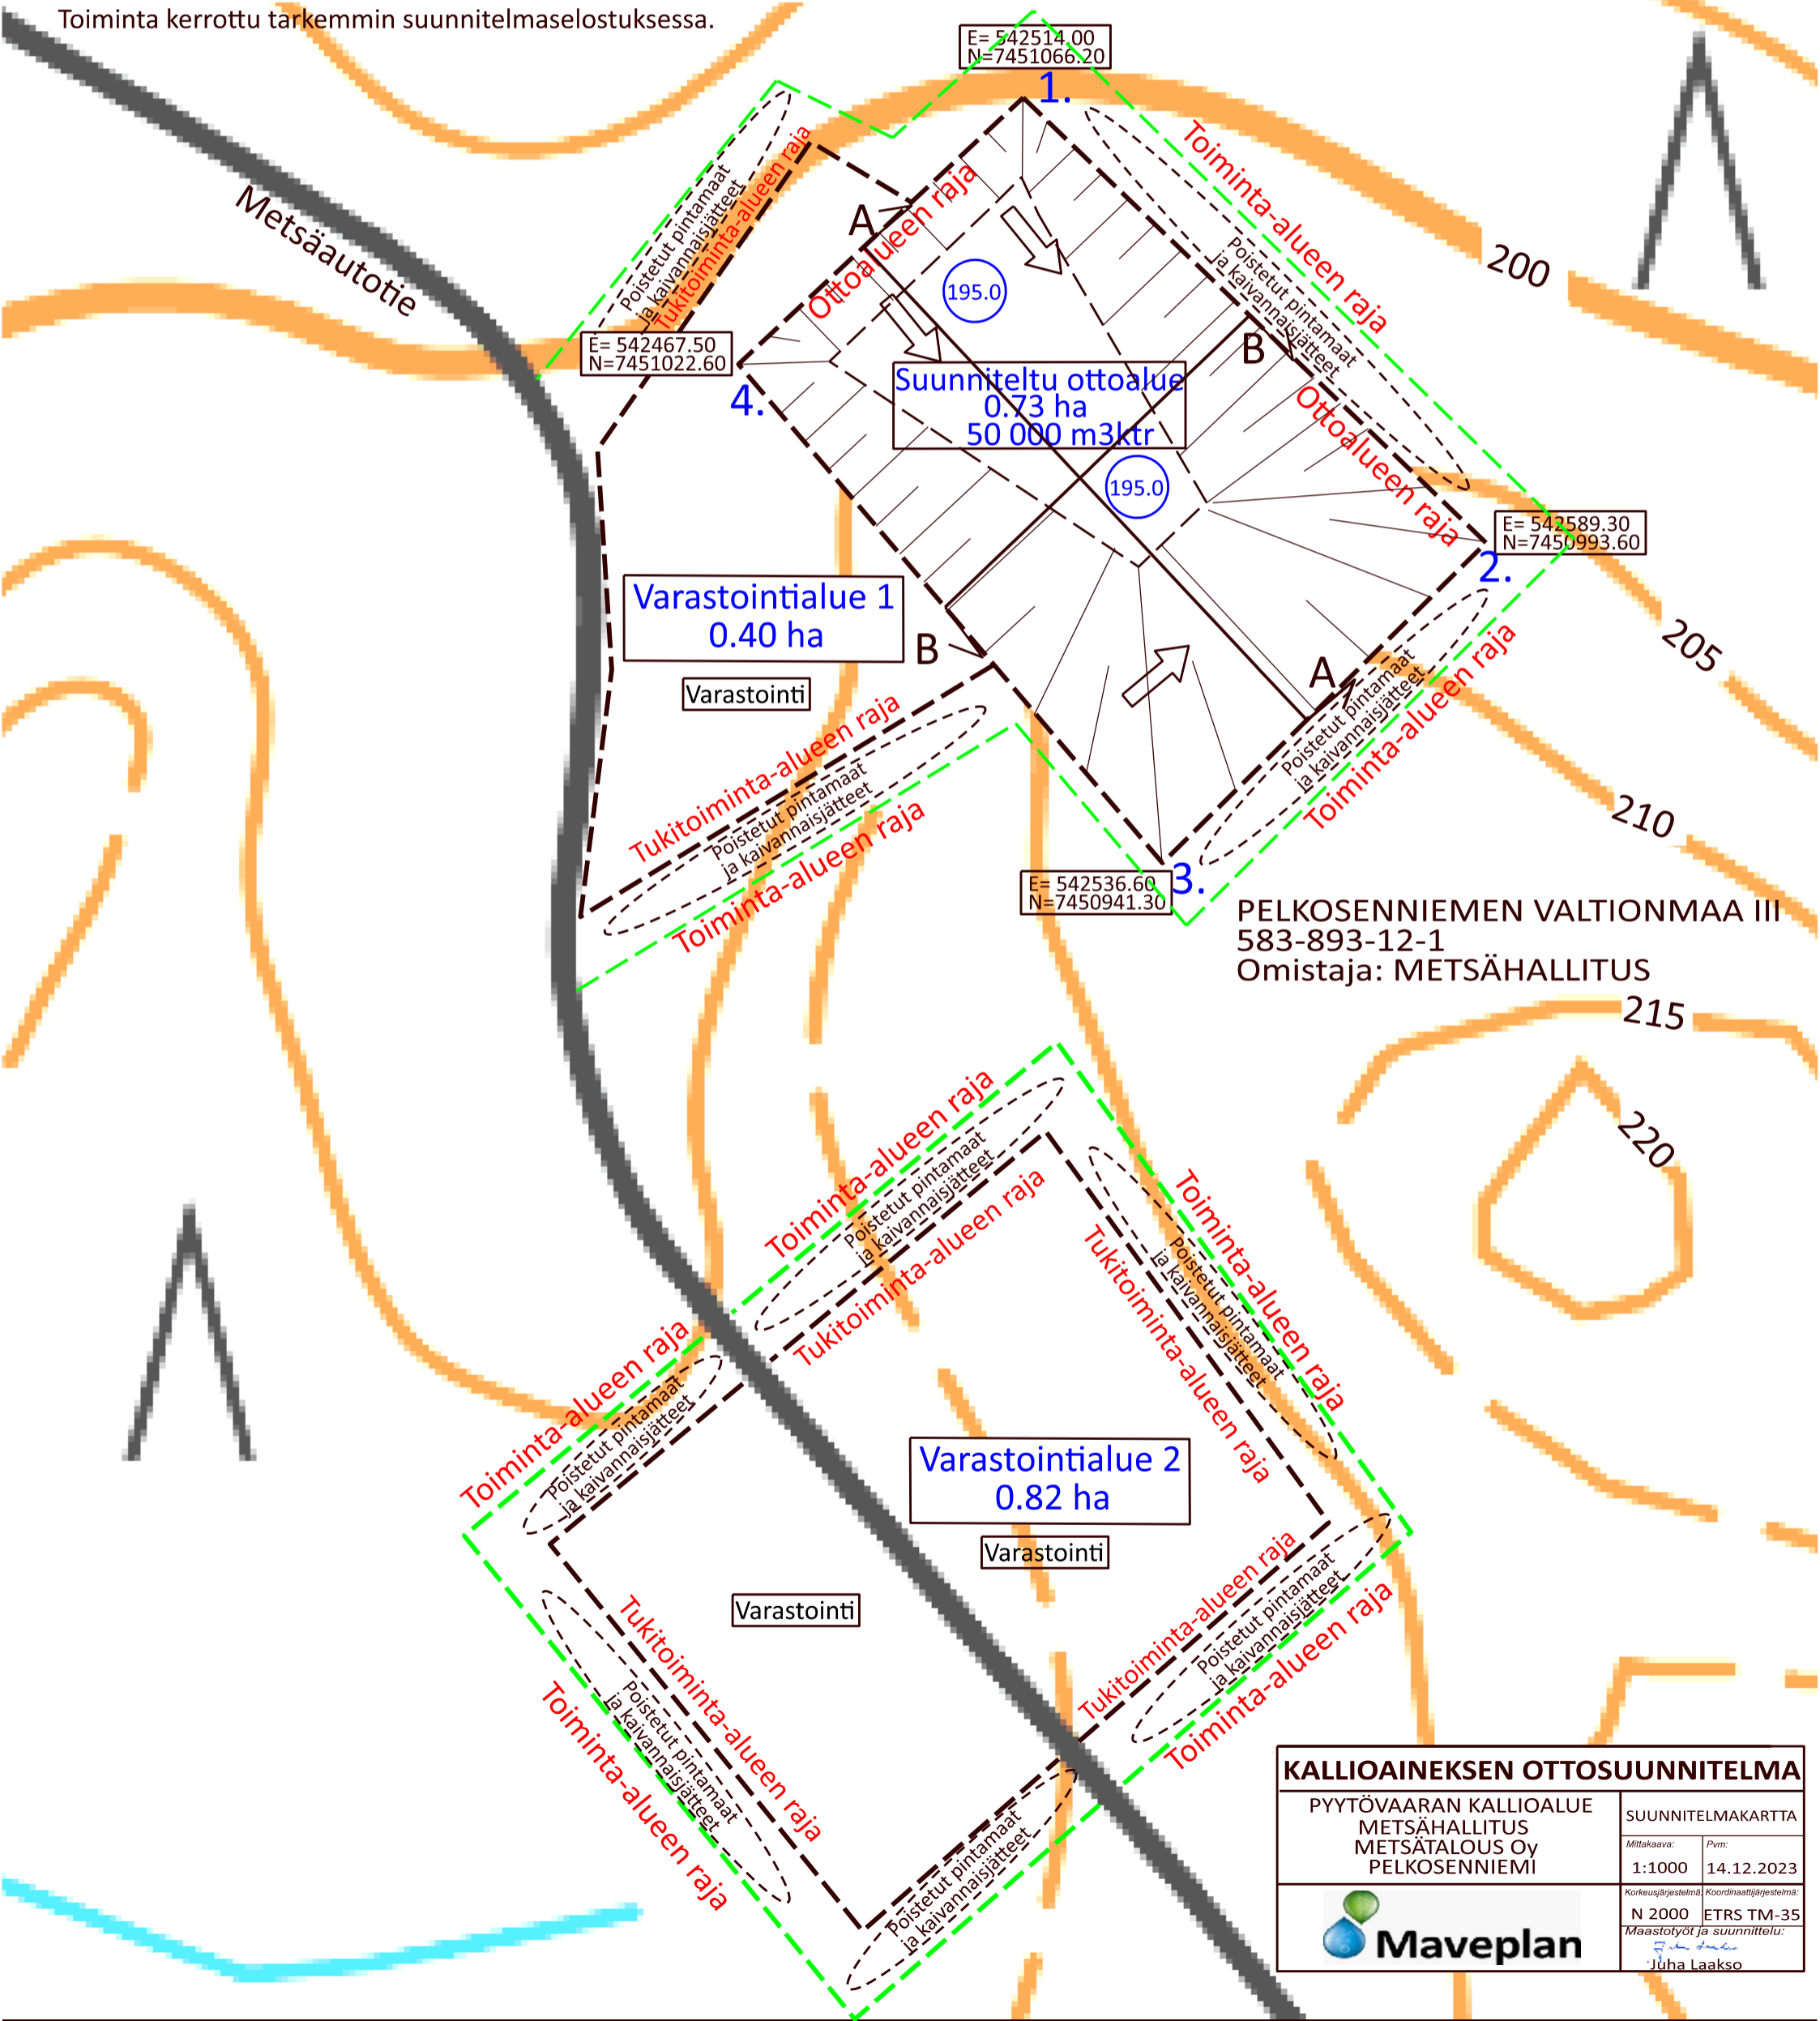 Toiminta kerrottu tarkemmin suunnitelmaselostuksessa.
E= 542514.00
N=7451066.20
1.
Metsäautotie
Poistetut pintamaat
ja kaivannaisjätteet
Tukitoiminta-alueen raja
A
Ottoalueen raja
Toiminta-alueen raja
Poistetut pintamaat
ja kaivannaisjätteet
200
195.0
E= 542467.50
N=7451022.60
4.
B
Suunniteltu ottoalue
0.73 ha
50 000 m3ktr
Ottoalueen raja
195.0
E= 542589.30
N=7450993.60
2.
Varastointialue 1
0.40 ha
B
Varastointi
205
A
Poistetut pintamaat
ja kaivannaisjätteet
Toiminta-alueen raja
Tukitoiminta-alueen raja
Poistetut pintamaat
ja kaivannaisjätteet
Toiminta-alueen raja
210
E= 542536.60
N=7450941.30
3.
PELKOSENNIEMEN VALTIONMAA III
583-893-12-1
Omistaja: METSÄHALLITUS
215
220
Toiminta-alueen raja
Poistetut pintamaat
ja kaivannaisjätteet
Tukitoiminta-alueen raja
Toiminta-alueen raja
Poistetut pintamaat
ja kaivannaisjätteet
Tukitoiminta-alueen raja
Toiminta-alueen raja
Poistetut pintamaat
ja kaivannaisjätteet
Varastointialue 2
0.82 ha
Varastointi
Varastointi
Tukitoiminta-alueen raja
Poistetut pintamaat
ja kaivannaisjätteet
Toiminta-alueen raja
Tukitoiminta-alueen raja
Poistetut pintamaat
ja kaivannaisjätteet
Toiminta-alueen raja
Poistetut pintamaat
ja kaivannaisjätteet
KALLIOAINEKSEN OTTOSUUNNITELMA
PYYTÖVAARAN KALLIOALUE
METSÄHALLITUS
METSÄTALOUS Oy
PELKOSENNIEMI
SUUNNITELMAKARTTA
Mittakaava:
1:1000
Pvm:
14.12.2023
Korkeusjärjestelmä:
N 2000
Koordinaattijärjestelmä:
ETRS TM-35
Maastotyöt ja suunnittelu:
Juha Laakso
Maveplan